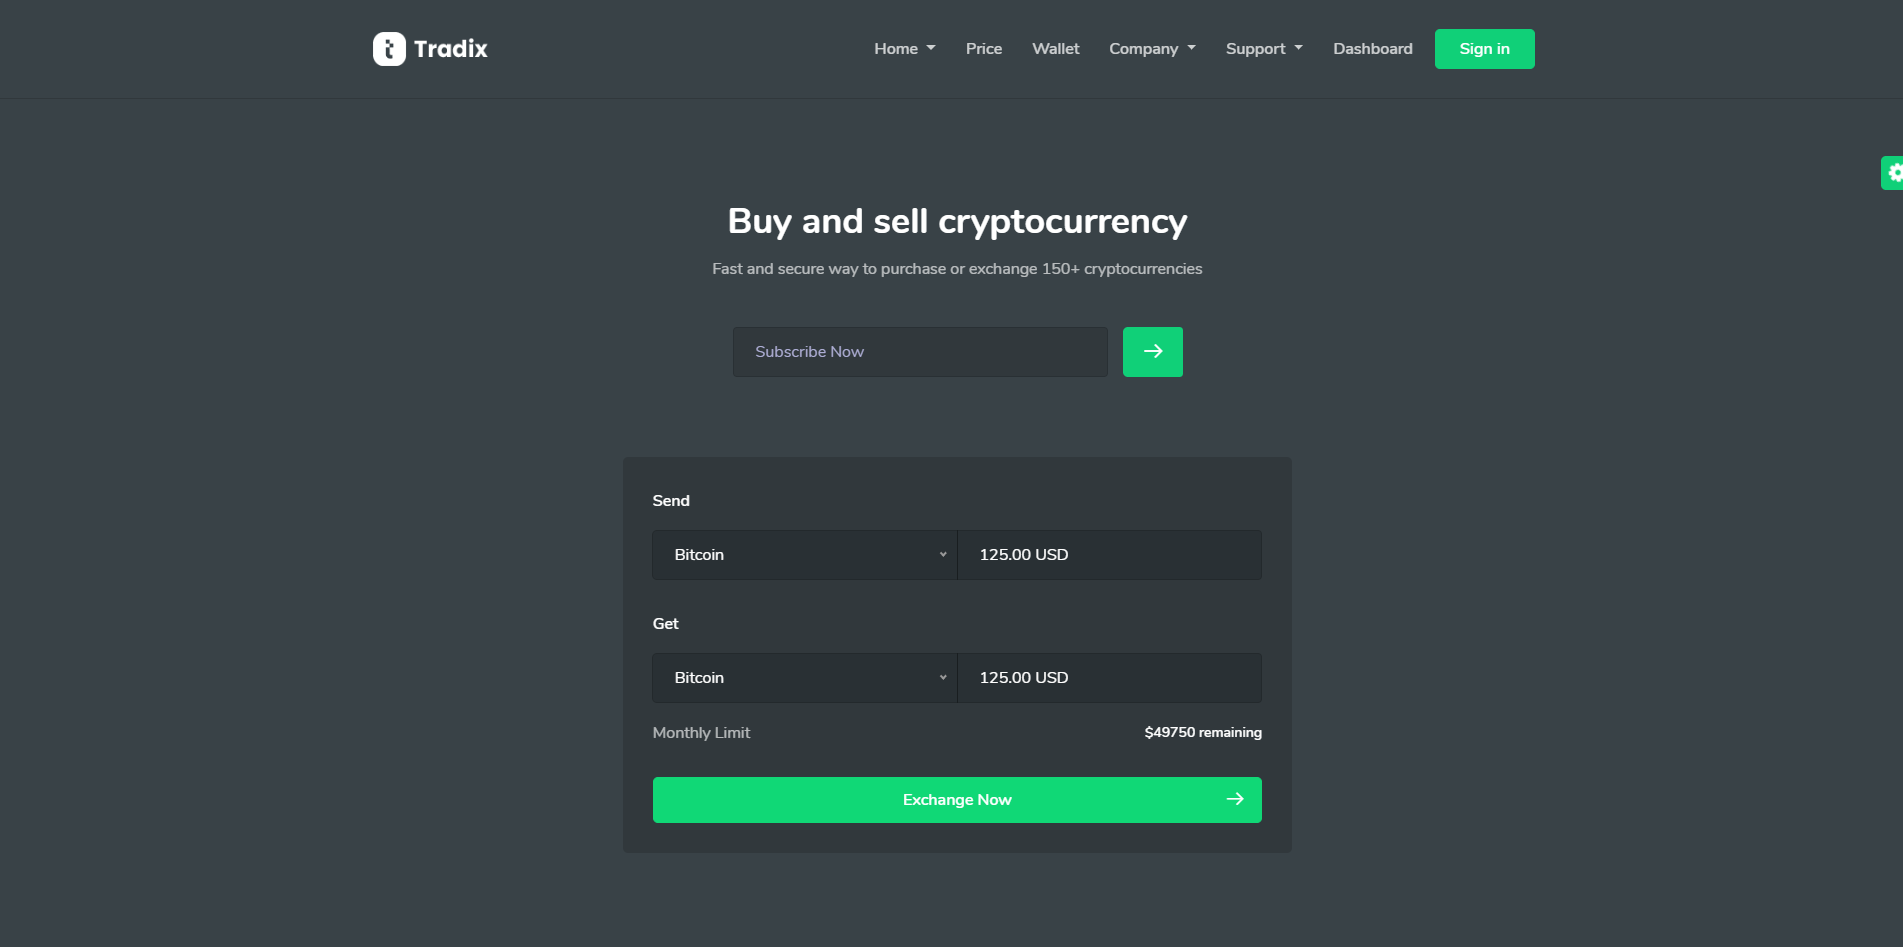 Tradix
Home
Price
Wallet
Company
Support
Dashboard
Sign in
Buy and sell cryptocurrency
Fast and secure way to purchase or exchange 150+ cryptocurrencies
Subscribe Now
Send
Bitcoin
125.00 USD
Get
Bitcoin
125.00 USD
Monthly Limit
$49750 remaining
Exchange Now